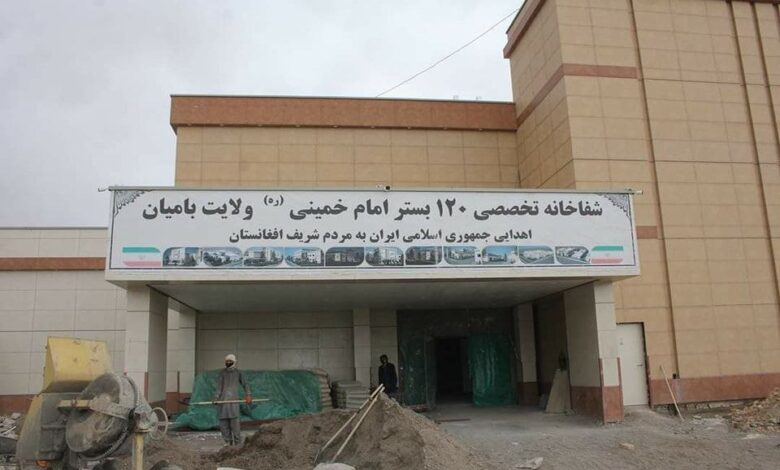 شفاخانه تخصصی ۱۲۰ بستر امام خمینی (ره) ولایت بامیان
اهدایی جمهوری اسلامی ایران به مردم شریف افغانستان